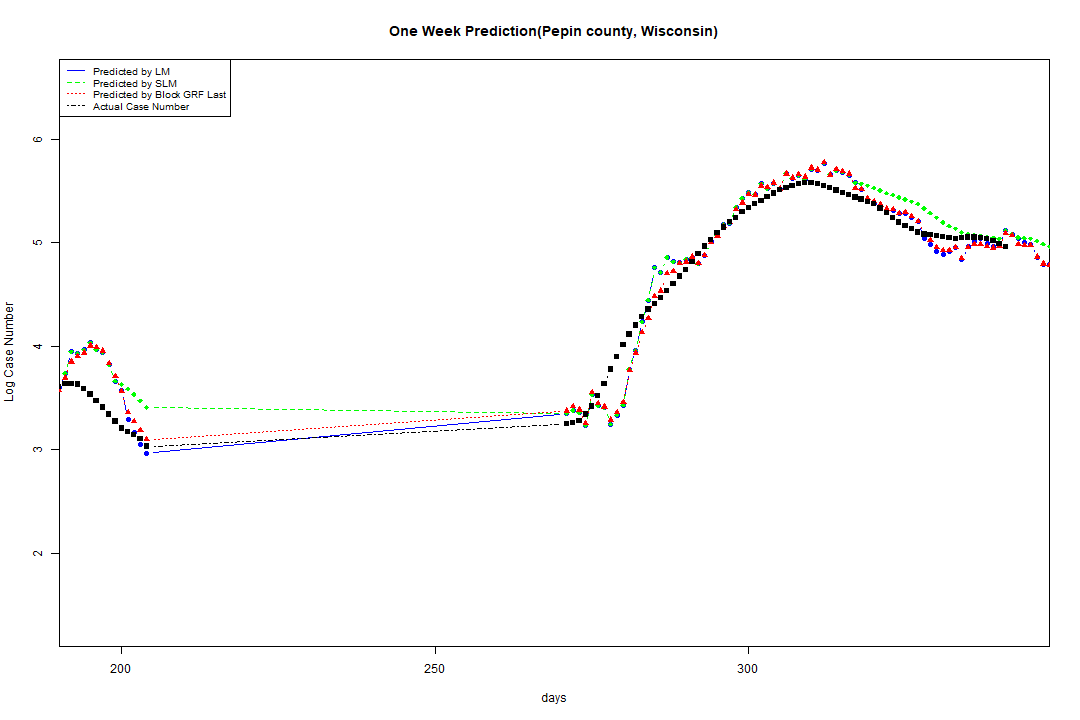 One Week Prediction(Pepin county, Wisconsin)
Predicted by LM
Predicted by SLM
Predicted by Block GRF Last
Actual Case Number
6
5
4
3
2
Log Case Number
200 250 300
days